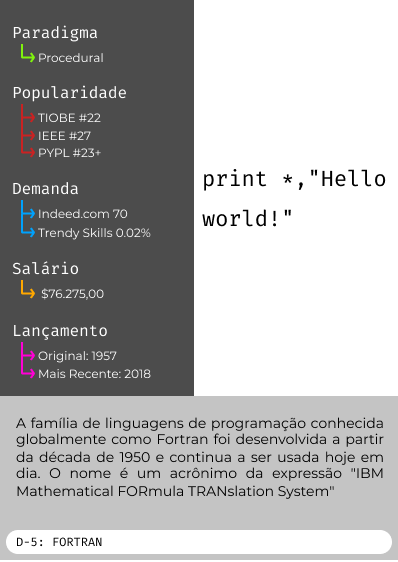 Paradigma
Procedural
Popularidade
TIOBE #22
IEEE #27
PYPL #23+
Demanda
Indeed.com 70
Trendy Skills 0.02%
Salário
$76.275,00
Lançamento
Original: 1957
Mais Recente: 2018
print *,"Hello
world!"
A família de linguagens de programação conhecida
globalmente como Fortran foi desenvolvida a partir
da década de 1950 e continua a ser usada hoje em
dia. O nome é um acrônimo da expressão "IBM
Mathematical FORmula TRANslation System"
D-5: FORTRAN